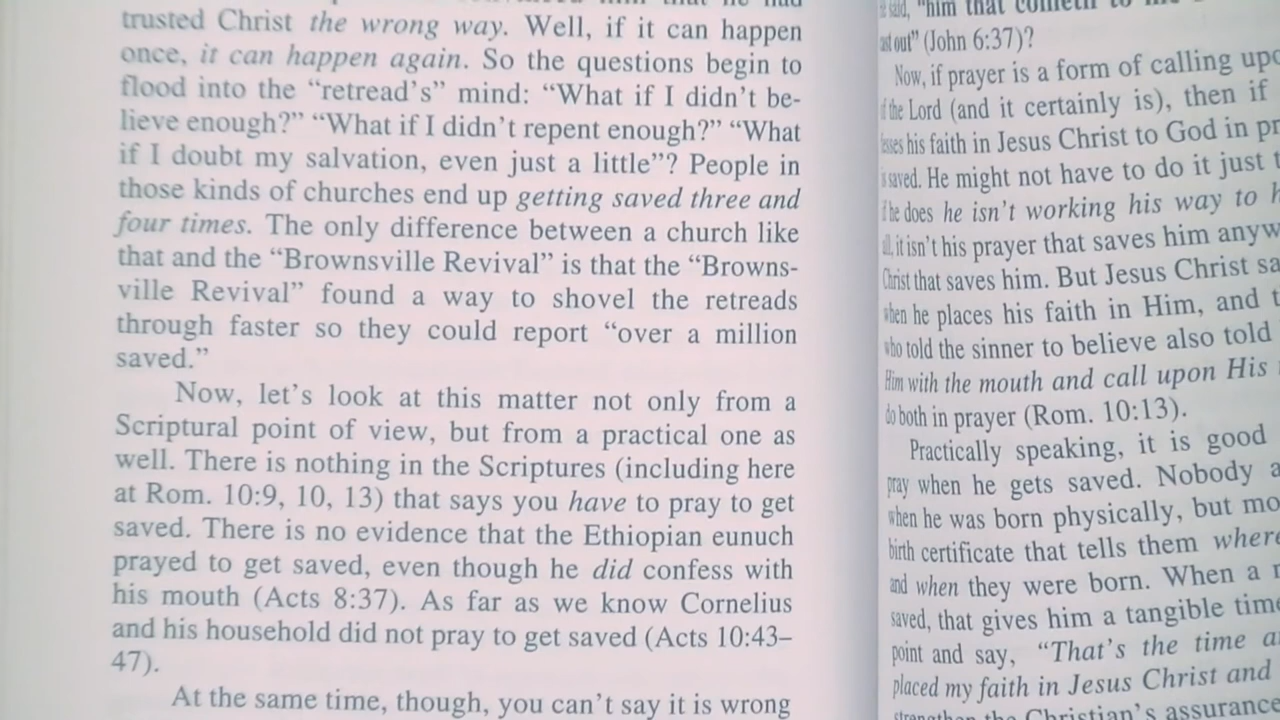 trusted Christ the wrong way. Well, if it can happen
once, it can happen again. So the questions begin to
flood into the “retread’s” mind: “What if I didn’t be-
lieve enough?” “What if I didn’t repent enough?” “What
if I doubt my salvation, even just a little”? People in
those kinds of churches end up getting saved three and
four times. The only difference between a church like
that and the “Brownsville Revival” is that the “Browns-
ville Revival” found a way to shovel the retreads
through faster so they could report “over a million
saved.”
Now, let’s look at this matter not only from a
Scriptural point of view, but from a practical one as
well. There is nothing in the Scriptures (including here
at Rom. 10:9, 10, 13) that says you have to pray to get
saved. There is no evidence that the Ethiopian eunuch
prayed to get saved, even though he did confess with
his mouth (Acts 8:37). As far as we know Cornelius
and his household did not pray to get saved (Acts 10:43–
47).
At the same time, though, you can’t say it is wrong
said, “him that cometh to
out” (John 6:37)?
Now, if prayer is a form of calling
the Lord (and it certainly is), then if
his faith in Jesus Christ to God in
saved. He might not have to do it just
he does he isn’t working his way to
it isn’t his prayer that saves him
Christ that saves him. But Jesus Christ
when he places his faith in Him, and
who told the sinner to believe also told
Him with the mouth and call upon His
do both in prayer (Rom. 10:13).
Practically speaking, it is good
pray when he gets saved. Nobody
when he was born physically, but
birth certificate that tells them where
and when they were born. When a
saved, that gives him a tangible
point and say, “That’s the time
placed my faith in Jesus Christ and
the Christian’s assurance